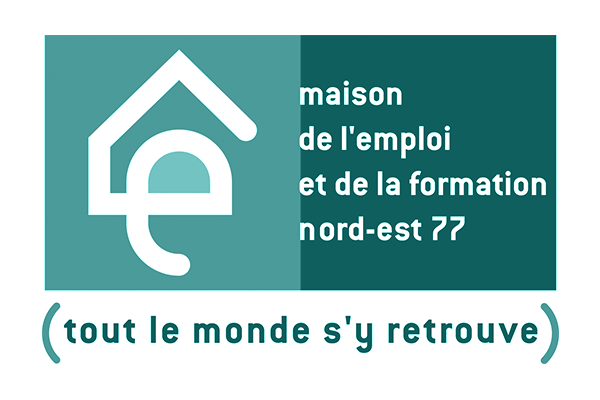 maison
de l'emploi
et de la formation
nord-est 77
(tout le monde s'y retrouve)